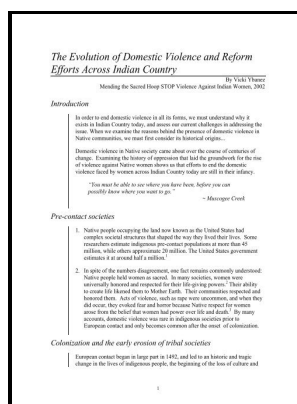 The Evolution of Domestic Violence and Reform
Efforts Across Indian Country
By Vicki Ybanez
Mending the Sacred Hoop STOP Violence Against Indian Women, 2002
Introduction
In order to end domestic violence in all its forms, we must understand why it
exists in Indian Country today, and assess our current challenges in addressing the
issue. When we examine the reasons behind the presence of domestic violence in
Native communities, we must first consider its historical origins...
Domestic violence in Native society came about over the course of centuries of
change. Examining the history of oppression that laid the groundwork for the rise
of violence against Native women shows us that efforts to end the domestic
violence faced by women across Indian Country today are still in their infancy.
"You must be able to see where you have been, before you can
possibly know where you want to go."
~ Muscogee Creek
Pre-contact societies
1. Native people occupying the land now known as the United States had
complex societal structures that shaped the way they lived their lives. Some
researchers estimate indigenous pre-contact populations at more than 45
million, while others approximate 20 million. The United States government
estimates it at around half a million.1
2. In spite of the numbers disagreement, one fact remains commonly understood:
Native people held women as sacred. In many societies, women were
universally honored and respected for their life-giving powers.2 Their ability
to create life likened them to Mother Earth. Their communities respected and
honored them. Acts of violence, such as rape were uncommon, and when they
did occur, they evoked fear and horror because Native respect for women
arose from the belief that women had power over life and death.3 By many
accounts, domestic violence was rare in indigenous societies prior to
European contact and only becomes common after the onset of colonization.
Colonization and the early erosion of tribal societies
European contact began in large part in 1492, and led to an historic and tragic
change in the lives of indigenous people, the beginning of the loss of culture and
1